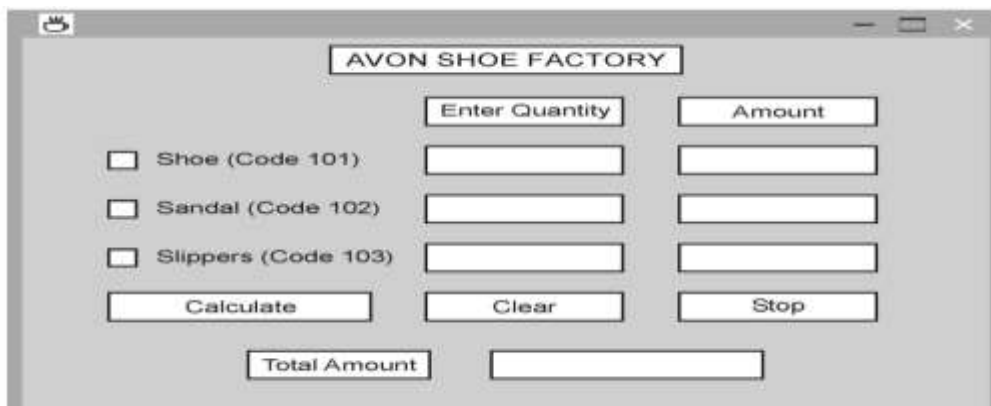 AVON SHOE FACTORY
Enter Quantity Amount
Shoe (Code 101)
Sandal (Code 102)
Slippers (Code 103)
Calculate Clear Stop
Total Amount